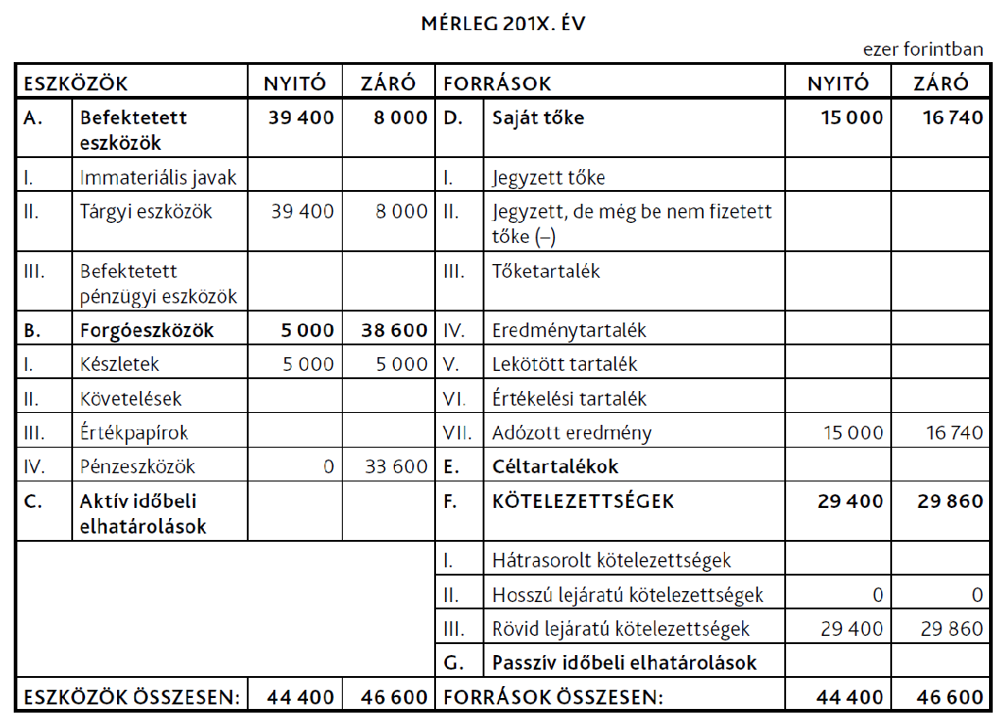 MÉRLEG 201X. ÉV
ezer forintban
ESZKÖZÖK NYITÓ ZÁRÓ FORRÁSOK NYITÓ ZÁRÓ
A. Befektetett 39 400 8 000 D. Saját tőke 15 000 16 740
eszközök
I. Immateriális javak I. Jegyzett tőke
II. Tárgyi eszközök 39 400 8 000 II. Jegyzett, de még be nem fizetett
tőke (–)
III. Befektetett III. Tőketartalék
pénzügyi eszközök
B. Forgóeszközök 5 000 38 600 IV. Eredménytartalék
I. Készletek 5 000 5 000 V. Lekötött tartalék
II. Követelések VI. Értékelési tartalék
III. Értékpapírok VII. Adózott eredmény 15 000 16 740
IV. Pénzeszközök 0 33 600 E. Céltartalékok
C. Aktív időbeli F. KÖTELEZETTSÉGEK 29 400 29 860
elhatárolások
I. Hátrasorolt kötelezettségek
II. Hosszú lejáratú kötelezettségek 0 0
III. Rövid lejáratú kötelezettségek 29 400 29 860
G. Passzív időbeli elhatárolások
ESZKÖZÖK ÖSSZESEN: 44 400 46 600 FORRÁSOK ÖSSZESEN: 44 400 46 600